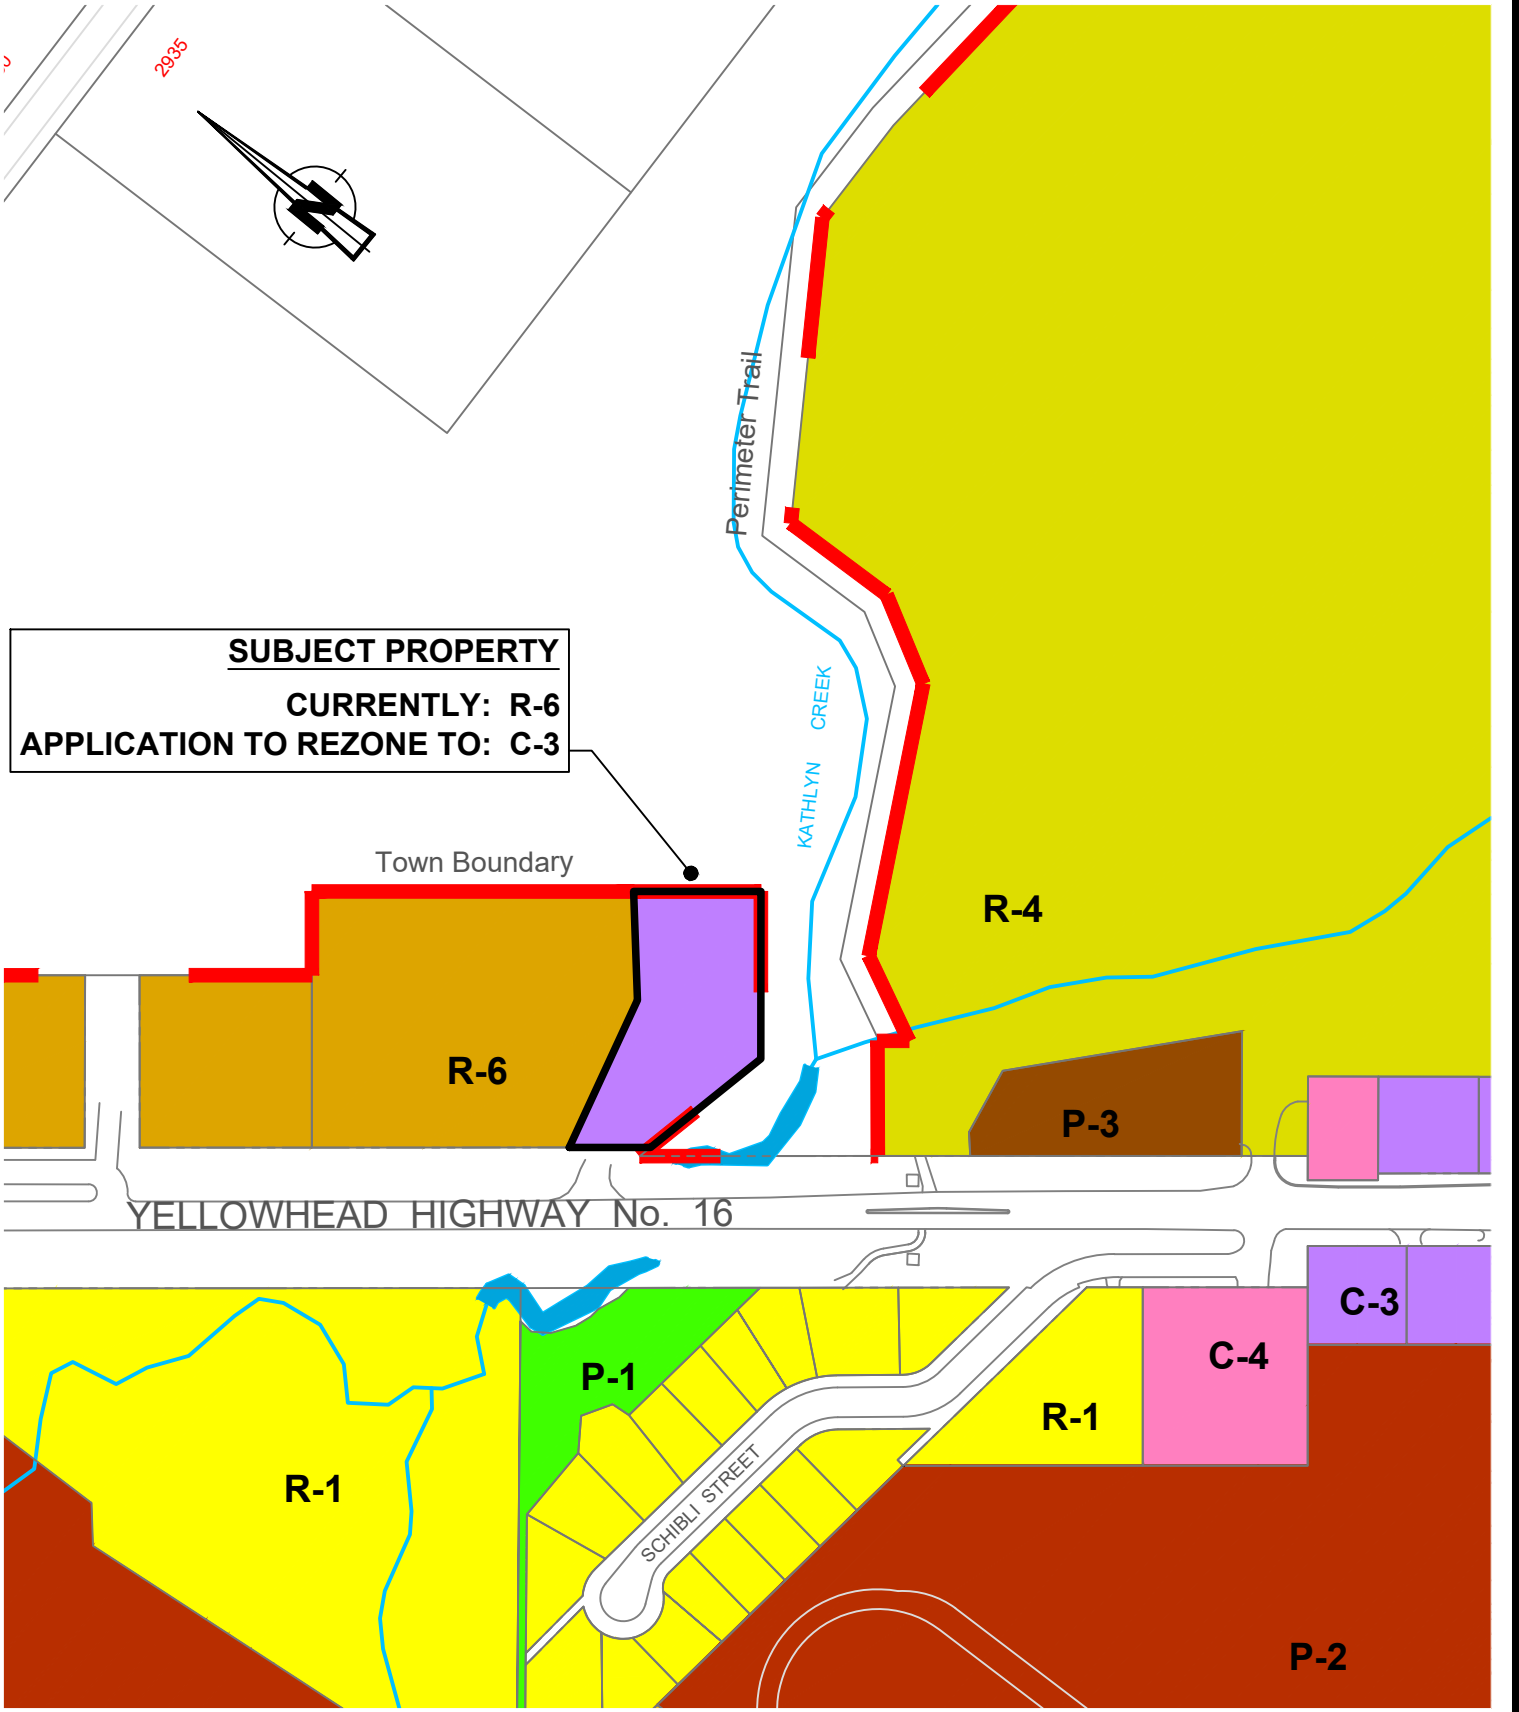 2935
N
Perimeter Trail
SUBJECT PROPERTY
CURRENTLY: R-6
APPLICATION TO REZONE TO: C-3
KATHLYN CREEK
Town Boundary
R-4
R-6
P-3
YELLOWHEAD HIGHWAY No. 16
C-3
C-4
P-1
R-1
R-1
SCHIBLI STREET
P-2